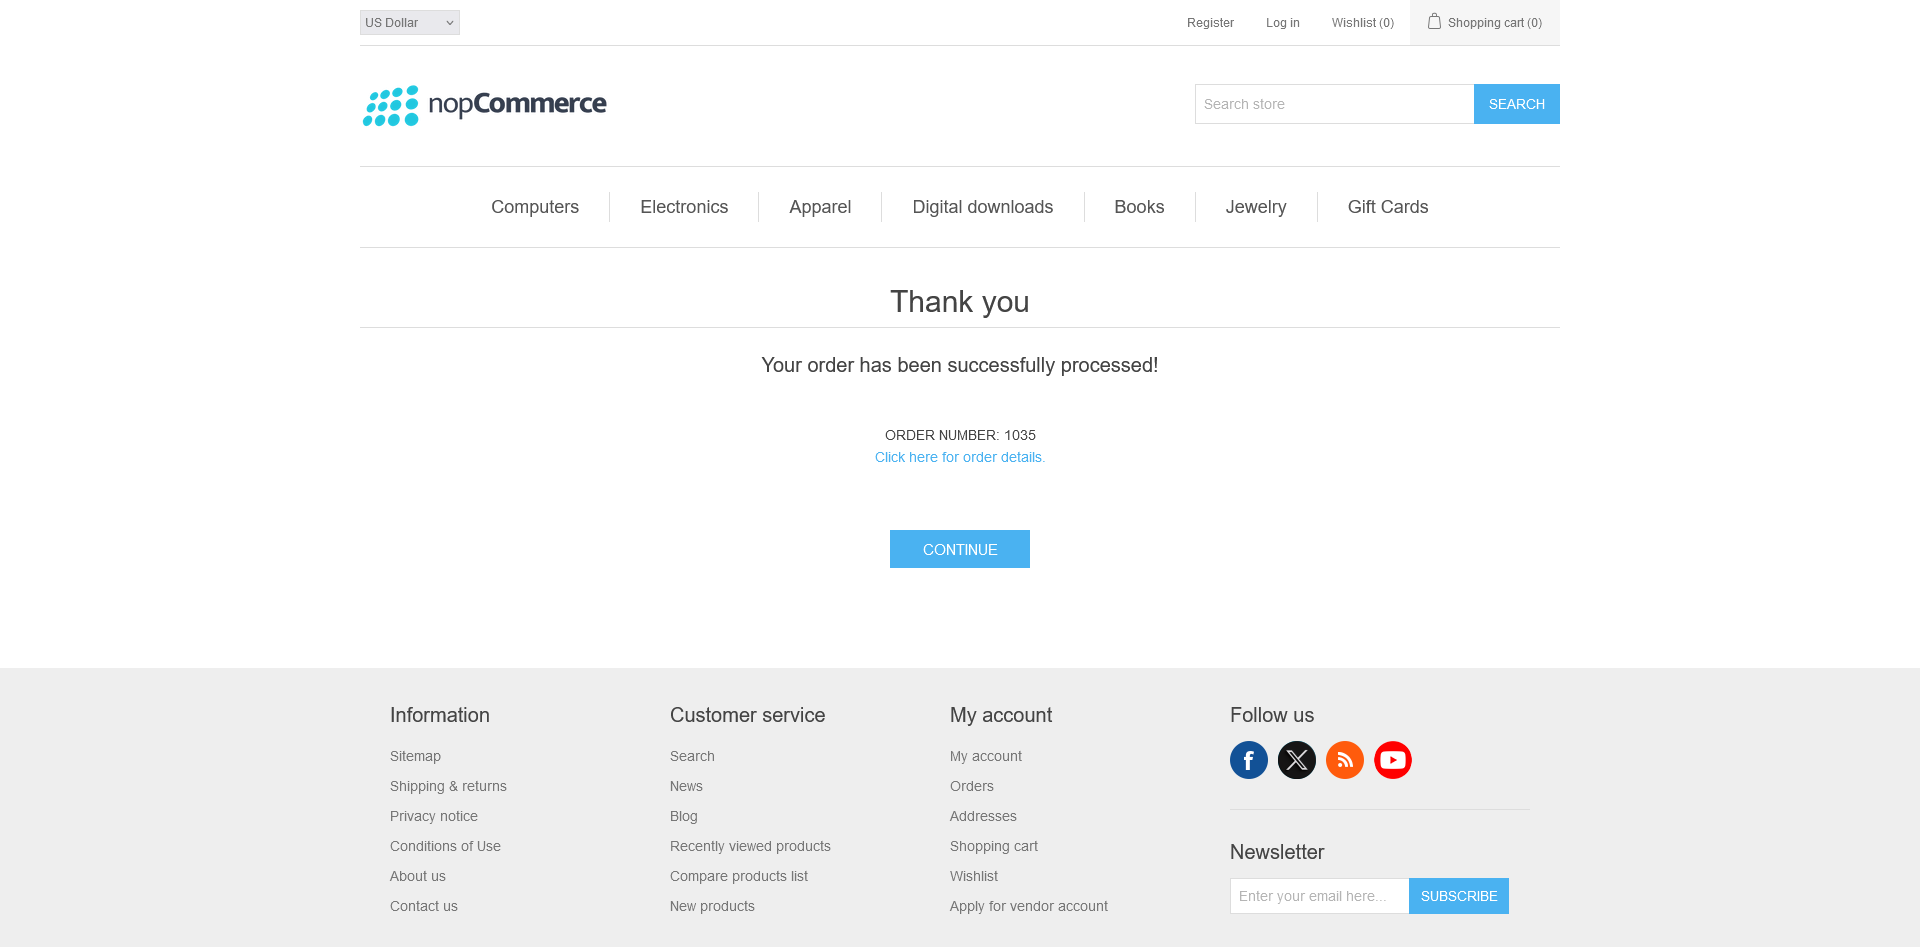 US Dollar
Register
Log in
Wishlist (0)
Shopping cart (0)
nopCommerce
Search store
SEARCH
Computers
Electronics
Apparel
Digital downloads
Books
Jewelry
Gift Cards
Thank you
Your order has been successfully processed!
ORDER NUMBER: 1035
Click here for order details.
CONTINUE
Information
Sitemap
Shipping & returns
Privacy notice
Conditions of Use
About us
Contact us
Customer service
Search
News
Blog
Recently viewed products
Compare products list
New products
My account
My account
Orders
Addresses
Shopping cart
Wishlist
Apply for vendor account
Follow us
Newsletter
Enter your email here...
SUBSCRIBE